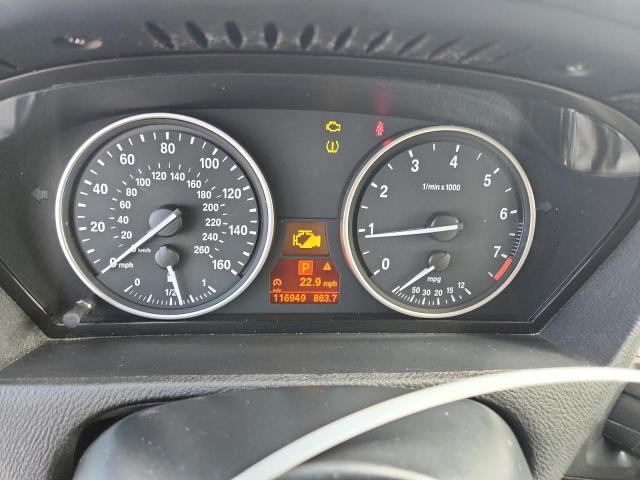 0 20 40 60 80 100 120 140 160
mph
20 40 60 80 100 120 140 160 180 200 220 240 260
km/h
0 1/2 1
P
22.9 mph
mls
116949 863.7
0 1 2 3 4 5 6 7
1/min x 1000
50 30 20 15 12
mpg